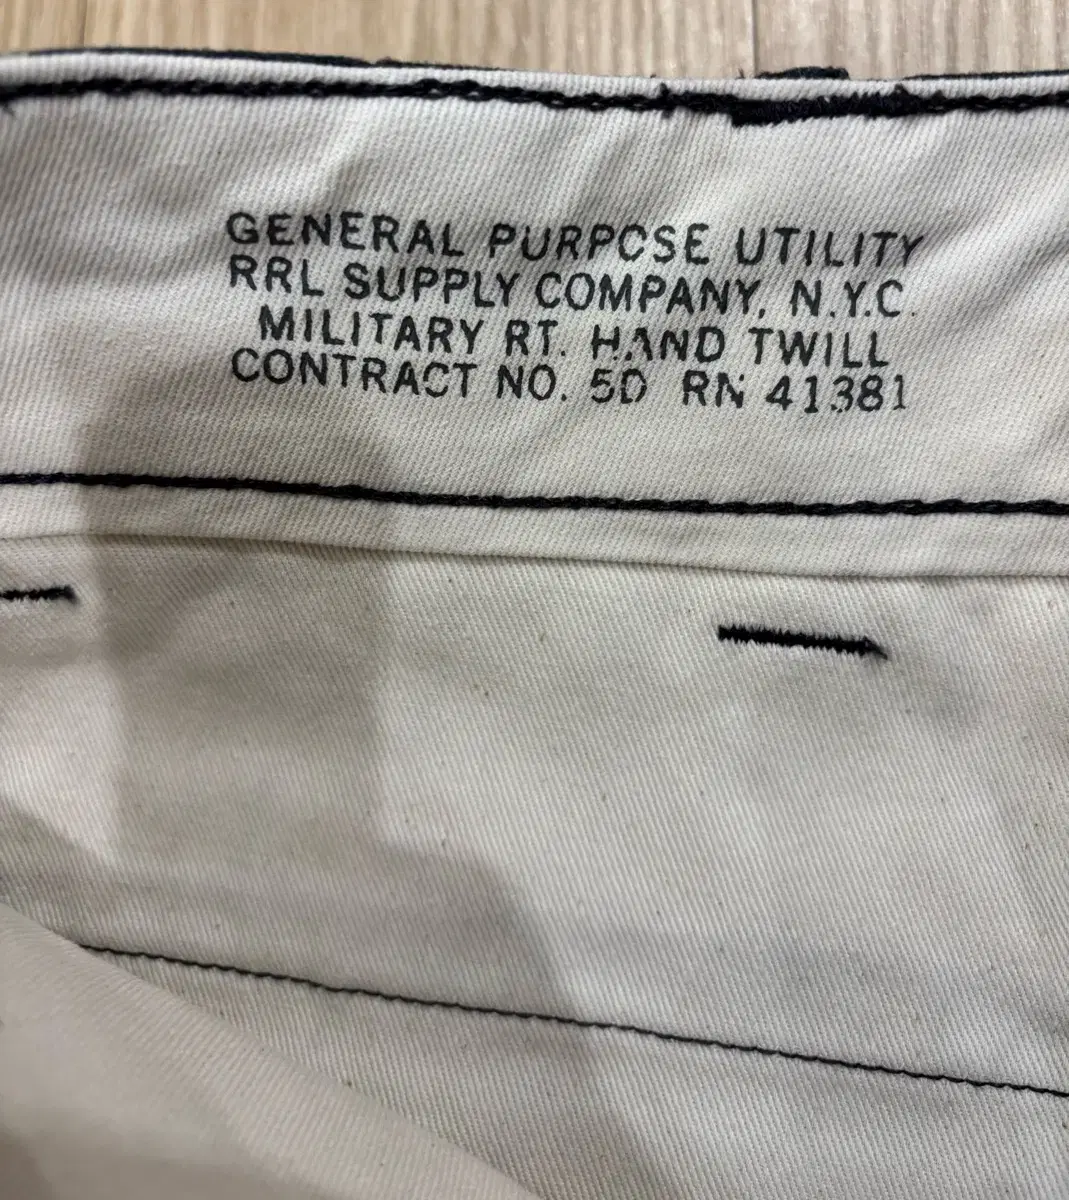 GENERAL PURPOSE UTILITY
RRL SUPPLY COMPANY, N.Y.C.
MILITARY RT. HAND TWILL
CONTRACT NO. 5D RN 41381